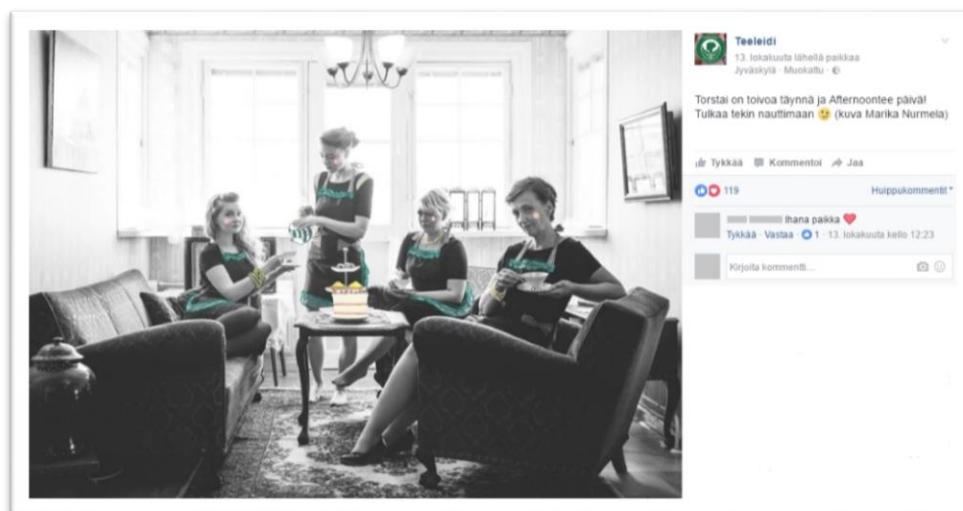 Teeleidi
13. lokakuuta lähellä paikkaa
Jyväskylä · Muokattu ·
Torstai on toivoa täynnä ja Afternoontee päivä!
Tulkaa tekin nauttimaan 😉 (kuva Marika Nurmela)
Tykkää Kommentoi Jaa
119 Huippukommentit
Ihana paikka ❤
Tykkää · Vastaa · 1 · 13. lokakuuta kello 12:23
Kirjoita kommentti...